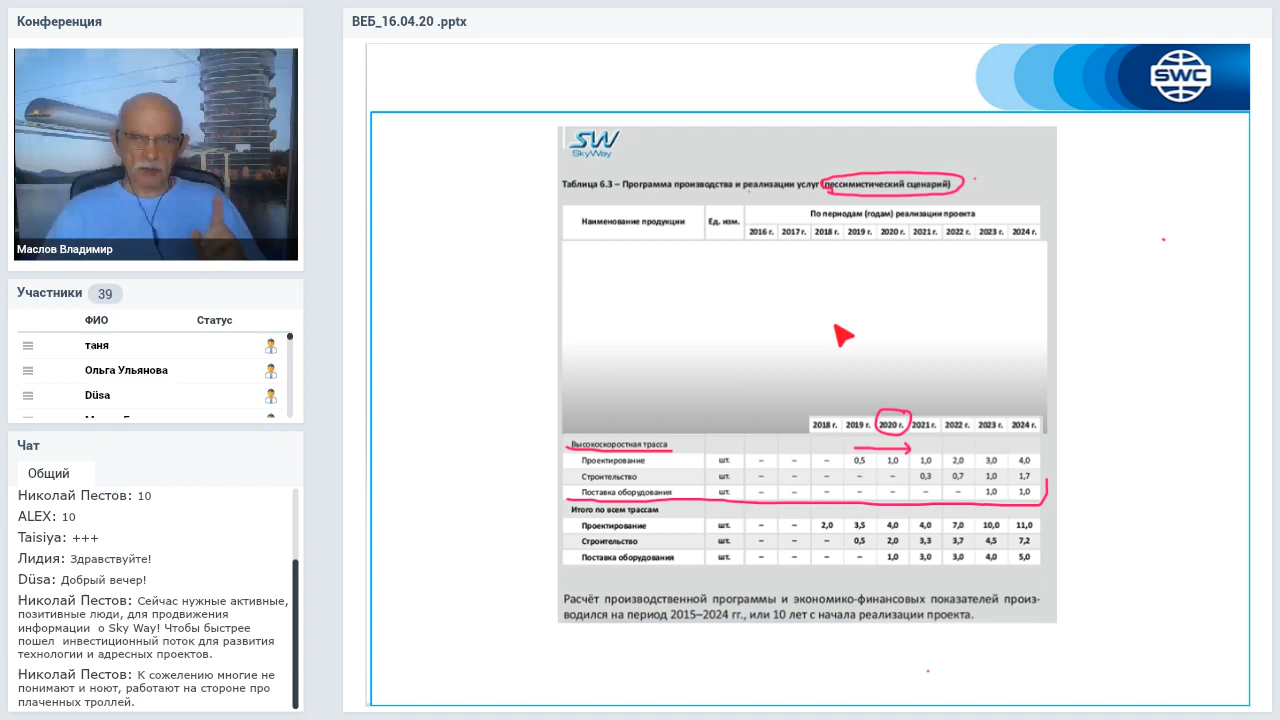 Конференция
Маслов Владимир
Участники 39
ФИО Статус
таня
Ольга Ульянова
Düsa
Чат
Общий
Николай Пестов: 10
ALEX: 10
Taisiya: +++
Лидия: Здравствуйте!
Düsa: Добрый вечер!
Николай Пестов: Сейчас нужные активные,
позитивные люди, для продвижения
информации о Sky Way! Чтобы быстрее
пошел инвестиционный поток для развития
технологии и адресных проектов.
Николай Пестов: К сожелению многие не
понимают и ноют, работают на стороне про
плаченных троллей.
ВЕБ_16.04.20 .pptx
SWC
SW
SkyWay
Таблица 6.3 – Программа производства и реализации услуг (пессимистический сценарий)
Наименование продукции Ед. изм. По периодам (годам) реализации проекта
2016 г. 2017 г. 2018 г. 2019 г. 2020 г. 2021 г. 2022 г. 2023 г. 2024 г.
2018 г. 2019 г. 2020 г. 2021 г. 2022 г. 2023 г. 2024 г.
Высокоскоростная трасса
Проектирование шт. – – – 0,5 1,0 1,0 2,0 3,0 4,0
Строительство шт. – – – – – 0,3 0,7 1,0 1,7
Поставка оборудования шт. – – – – – – – 1,0 1,0
Итого по всем трассам
Проектирование шт. – – 2,0 3,5 4,0 4,0 7,0 10,0 11,0
Строительство шт. – – – 0,5 2,0 3,3 3,7 4,5 7,2
Поставка оборудования шт. – – – – 1,0 3,0 3,0 4,0 5,0
Расчёт производственной программы и экономико-финансовых показателей произ-
водился на период 2015–2024 гг., или 10 лет с начала реализации проекта.